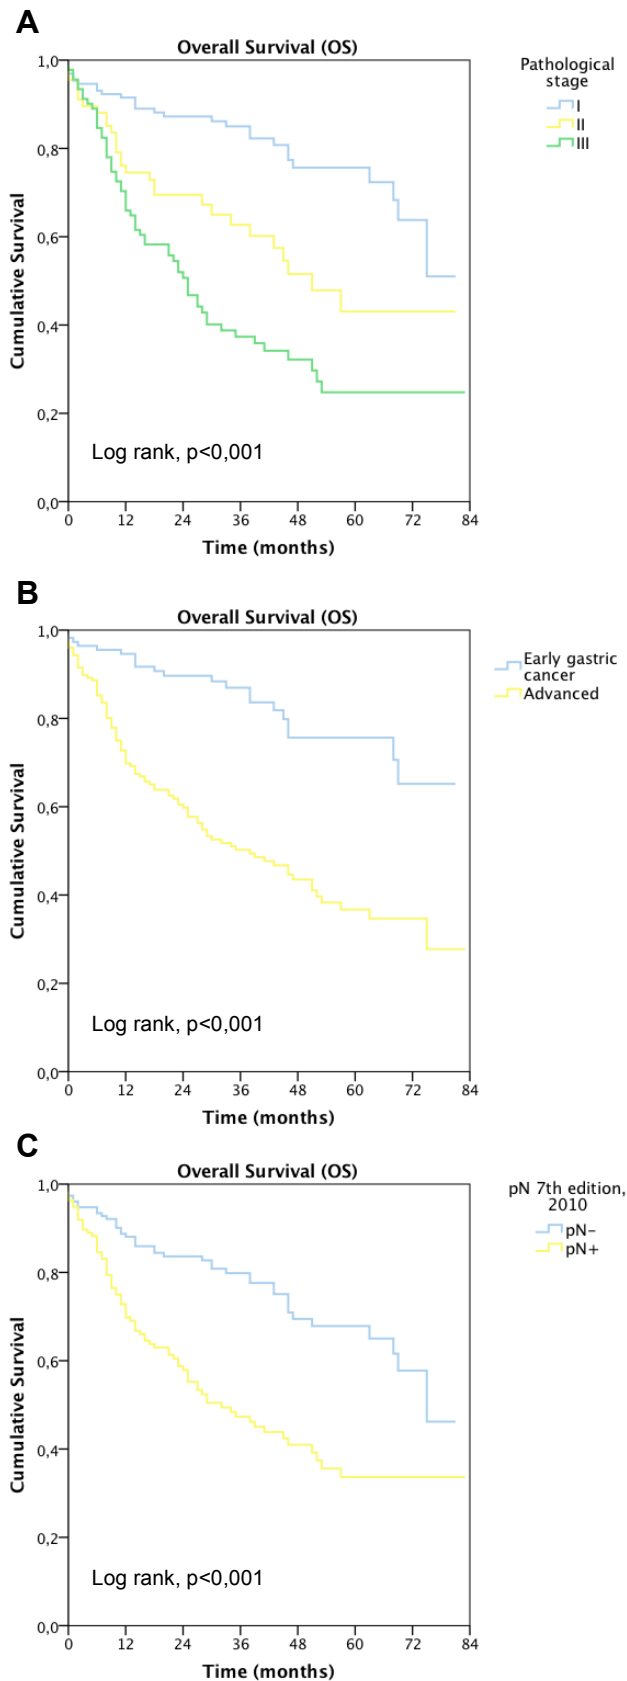 A
Overall Survival (OS)
Pathological
stage
I
II
III
1,0
0,8
0,6
0,4
0,2
0,0
Cumulative Survival
Log rank, p<0,001
0 12 24 36 48 60 72 84
Time (months)
B
Overall Survival (OS)
Early gastric
cancer
Advanced
1,0
0,8
0,6
0,4
0,2
0,0
Cumulative Survival
Log rank, p<0,001
0 12 24 36 48 60 72 84
Time (months)
C
Overall Survival (OS)
pN 7th edition,
2010
pN-
pN+
1,0
0,8
0,6
0,4
0,2
0,0
Cumulative Survival
Log rank, p<0,001
0 12 24 36 48 60 72 84
Time (months)